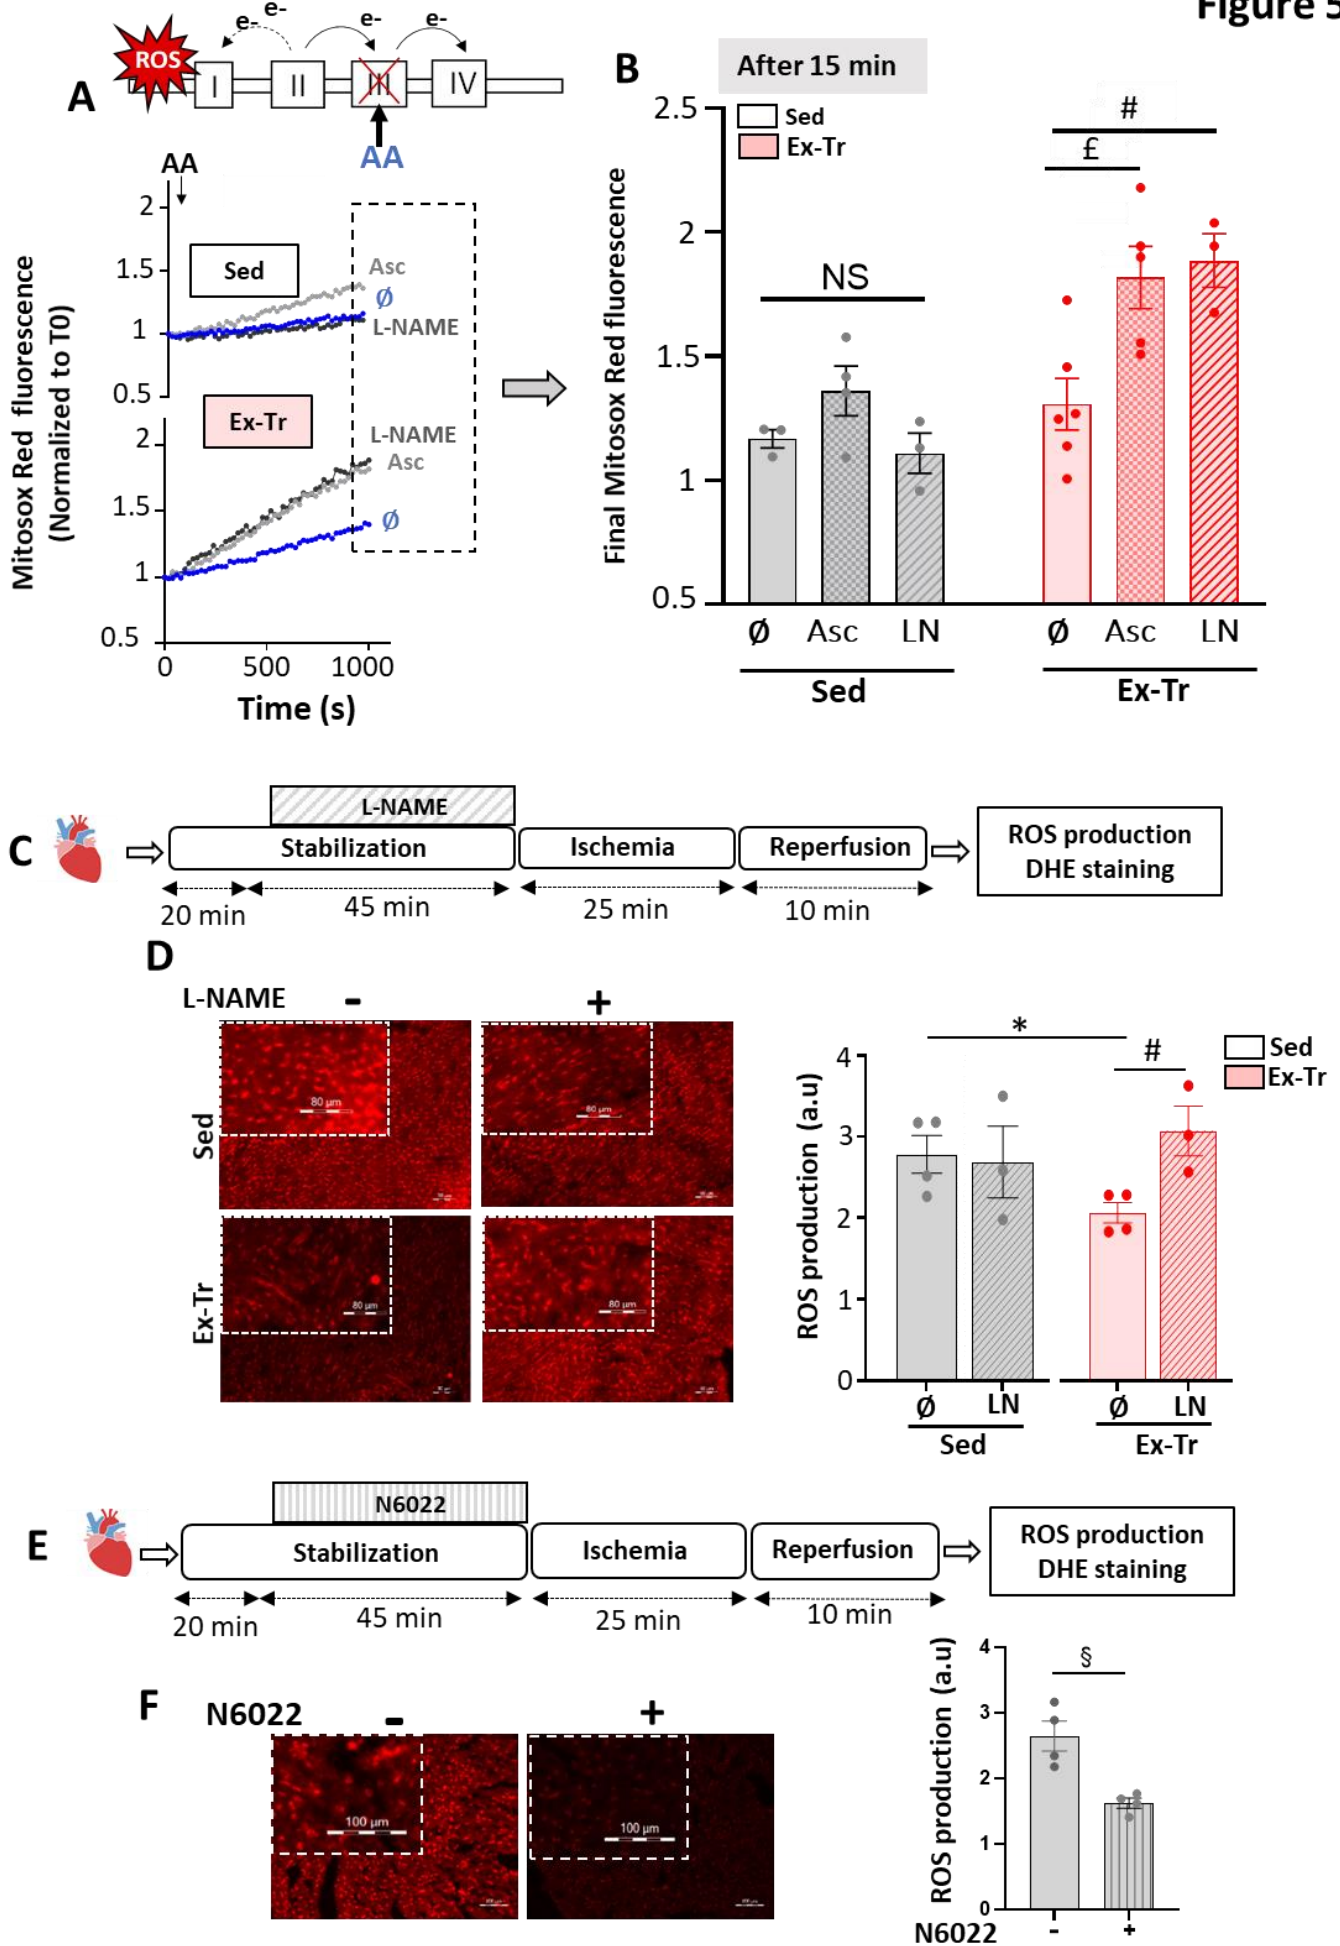 Figure 5
A
e-
e-
e-
e-
ROS
I
II
III
IV
AA
AA
Mitosox Red fluorescence
(Normalized to T0)
2
1.5
1
0.5
Sed
Asc
Ø
L-NAME
Ex-Tr
2
1.5
1
0.5
L-NAME
Asc
Ø
0
500
1000
Time (s)
B
After 15 min
Sed
Ex-Tr
Final Mitosox Red fluorescence
2.5
2
1.5
1
0.5
NS
£
#
Ø
Asc
LN
Ø
Asc
LN
Sed
Ex-Tr
C
L-NAME
Stabilization
Ischemia
Reperfusion
ROS production
DHE staining
20 min
45 min
25 min
10 min
D
L-NAME
-
+
Sed
Ex-Tr
80 µm
80 µm
80 µm
80 µm
ROS production (a.u)
4
3
2
1
0
*
#
Sed
Ex-Tr
Ø
LN
Ø
LN
Sed
Ex-Tr
E
N6022
Stabilization
Ischemia
Reperfusion
ROS production
DHE staining
20 min
45 min
25 min
10 min
F
N6022
-
+
100 µm
100 µm
ROS production (a.u)
4
3
2
1
0
§
N6022
-
+